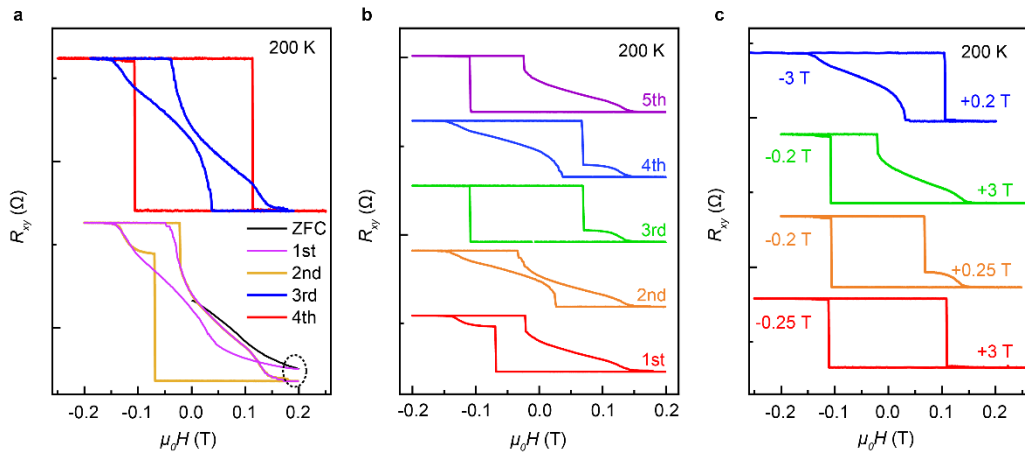 a
200 K
R_xy (Ω)
ZFC
1st
2nd
3rd
4th
-0.2 -0.1 0.0 0.1 0.2
μ₀H (T)
b
200 K
5th
4th
3rd
2nd
1st
R_xy (Ω)
-0.2 -0.1 0.0 0.1 0.2
μ₀H (T)
c
200 K
-3 T
+0.2 T
-0.2 T
+3 T
-0.2 T
+0.25 T
-0.25 T
+3 T
R_xy (Ω)
-0.2 -0.1 0.0 0.1 0.2
μ₀H (T)